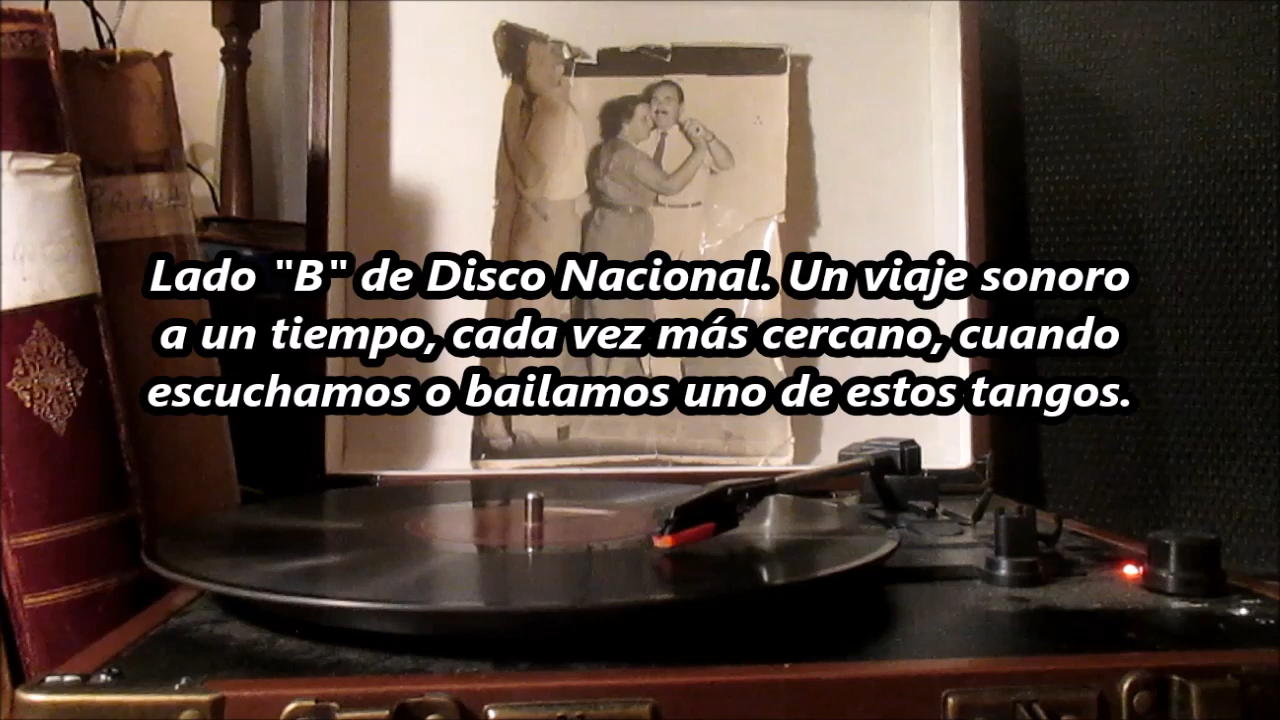 Lado "B" de Disco Nacional. Un viaje sonoro
a un tiempo, cada vez más cercano, cuando
escuchamos o bailamos uno de estos tangos.